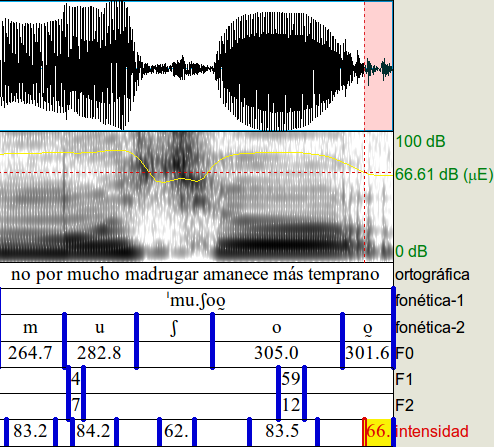 100 dB
66.61 dB (µE)
0 dB
no por mucho madrugar amanece más temprano ortográfica
ˈmu.ʃoo̯ fonética-1
m u ʃ o o̯ fonética-2
264.7 282.8 305.0 301.6 F0
4 59 F1
7 12 F2
83.2 84.2 62. 83.5 66. intensidad